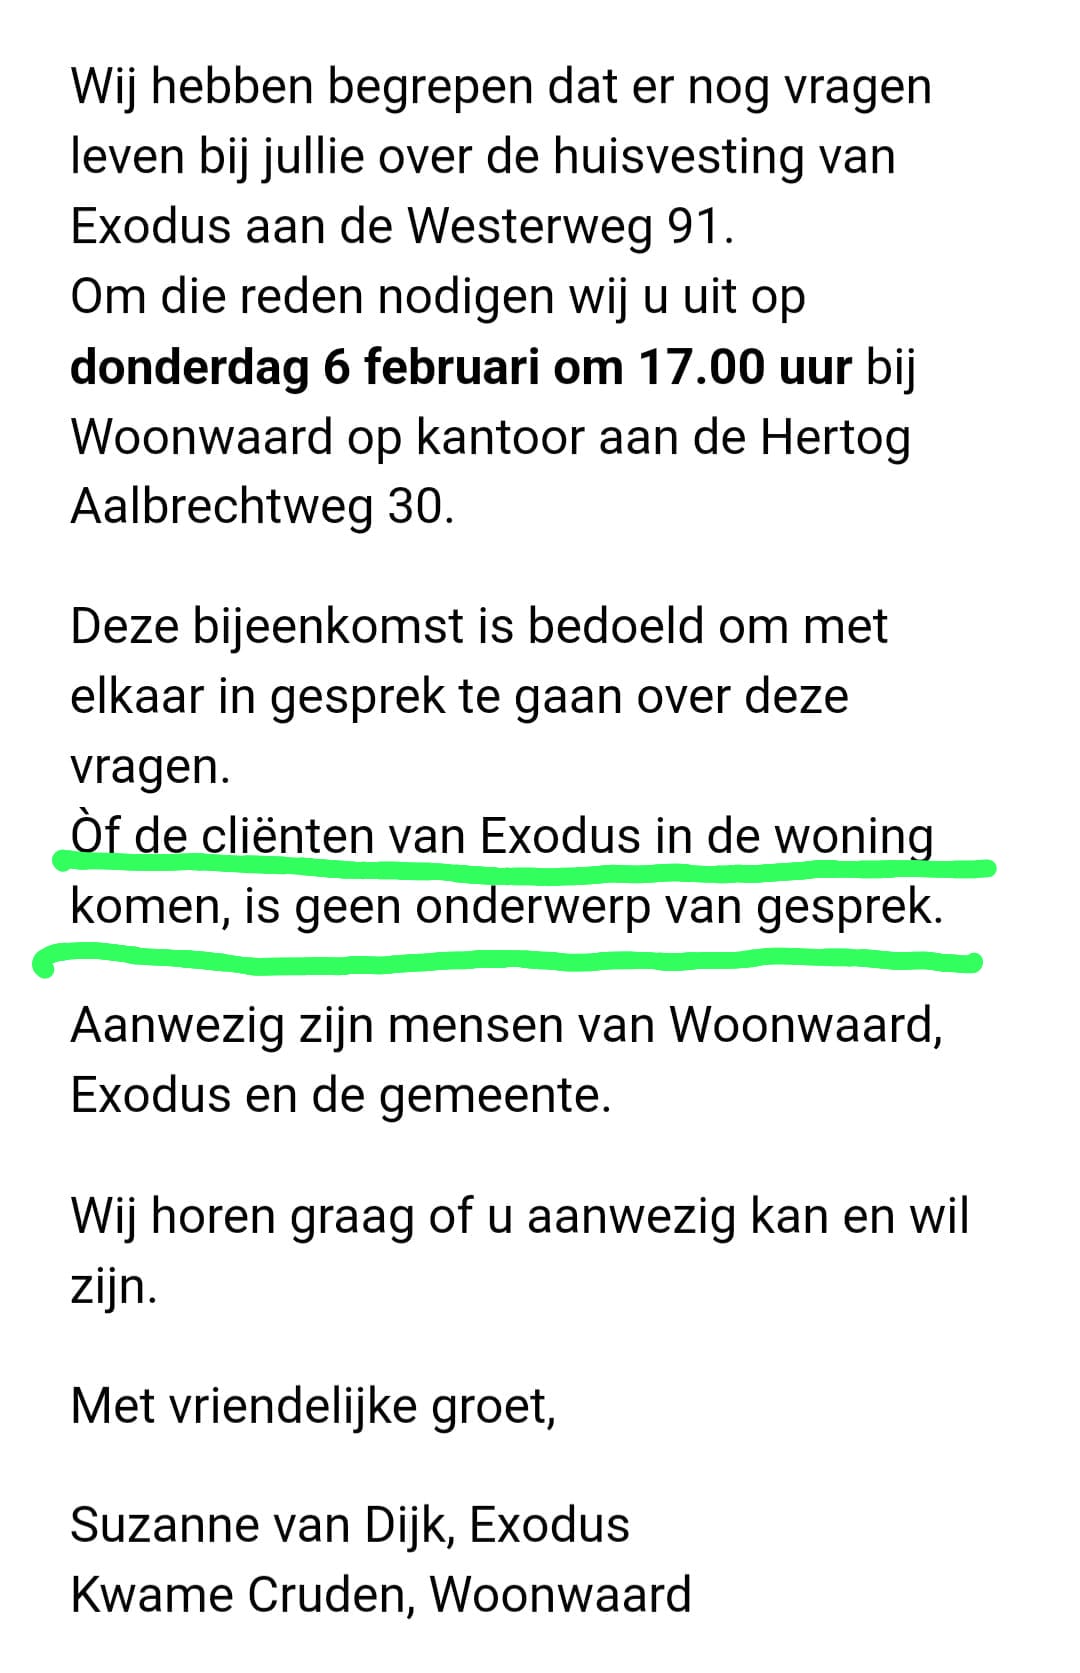 Wij hebben begrepen dat er nog vragen
leven bij jullie over de huisvesting van
Exodus aan de Westerweg 91.
Om die reden nodigen wij u uit op
donderdag 6 februari om 17.00 uur bij
Woonwaard op kantoor aan de Hertog
Aalbrechtweg 30.
Deze bijeenkomst is bedoeld om met
elkaar in gesprek te gaan over deze
vragen.
Òf de cliënten van Exodus in de woning
komen, is geen onderwerp van gesprek.
Aanwezig zijn mensen van Woonwaard,
Exodus en de gemeente.
Wij horen graag of u aanwezig kan en wil
zijn.
Met vriendelijke groet,
Suzanne van Dijk, Exodus
Kwame Cruden, Woonwaard